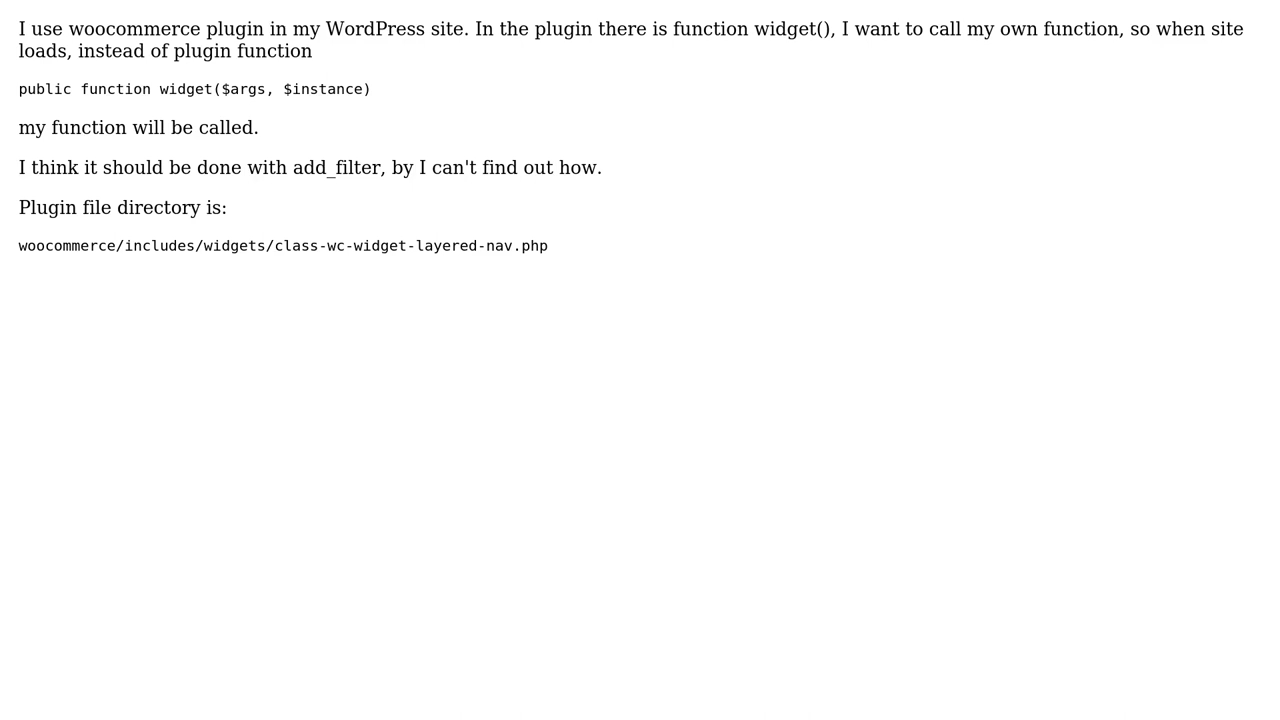 I use woocommerce plugin in my WordPress site. In the plugin there is function widget(), I want to call my own function, so when site
loads, instead of plugin function
public function widget($args, $instance)
my function will be called.
I think it should be done with add_filter, by I can't find out how.
Plugin file directory is:
woocommerce/includes/widgets/class-wc-widget-layered-nav.php